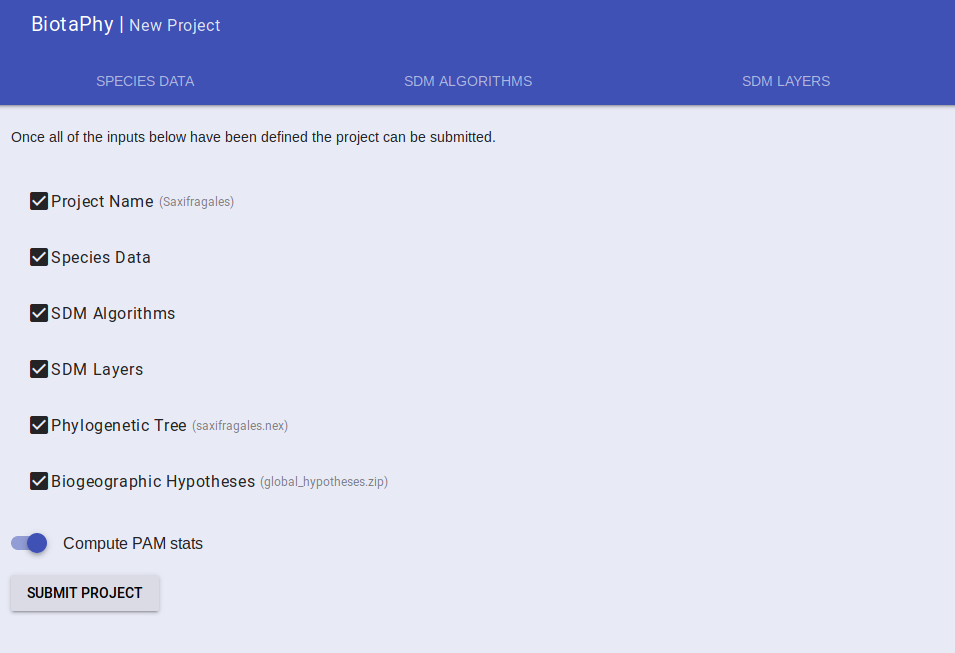 BiotaPhy | New Project
SPECIES DATA SDM ALGORITHMS SDM LAYERS
Once all of the inputs below have been defined the project can be submitted.
Project Name (Saxifragales)
Species Data
SDM Algorithms
SDM Layers
Phylogenetic Tree (saxifragales.nex)
Biogeographic Hypotheses (global_hypotheses.zip)
Compute PAM stats
SUBMIT PROJECT